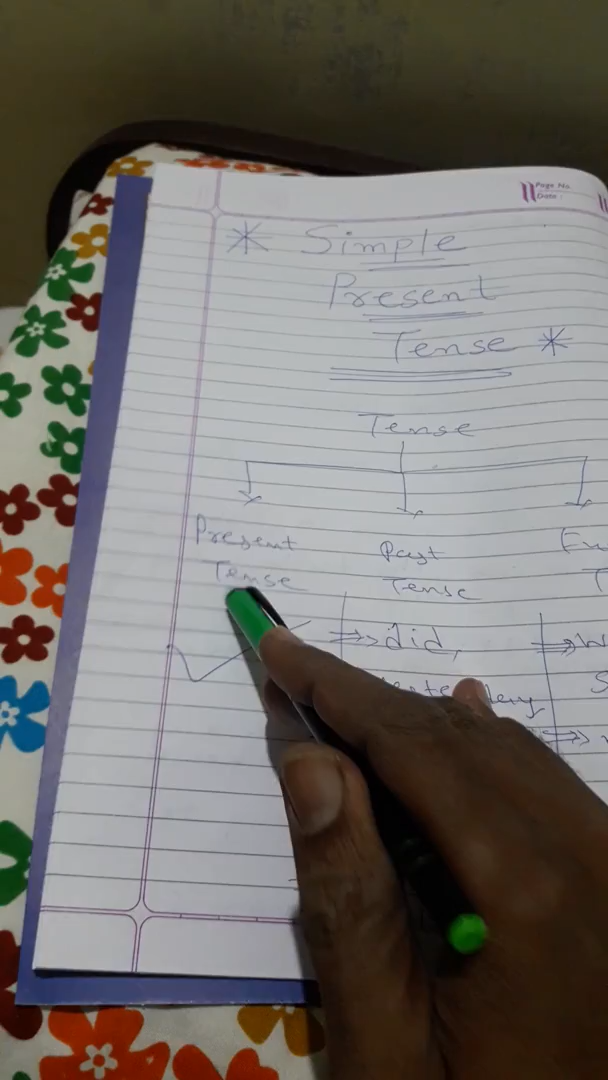 Page No.
Date:
* Simple
Present
Tense *
Tense
Present Past
Tense Tense
⇒ did, ⇒